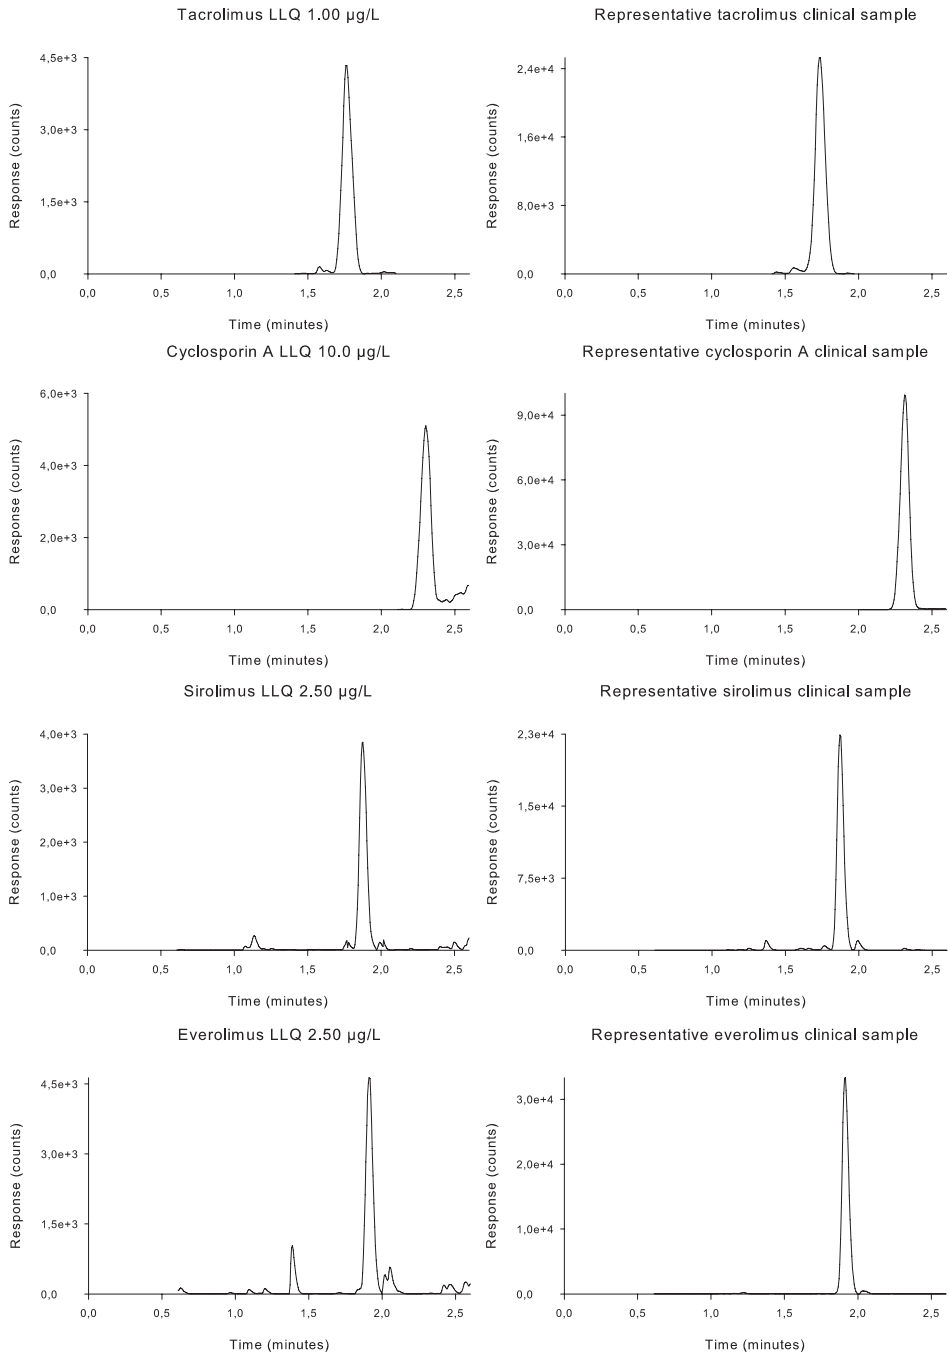 Tacrolimus LLQ 1.00 µg/L
Response (counts)
4,5e+3
3,0e+3
1,5e+3
0,0
0,0 0,5 1,0 1,5 2,0 2,5
Time (minutes)
Representative tacrolimus clinical sample
Response (counts)
2,4e+4
1,6e+4
8,0e+3
0,0
0,0 0,5 1,0 1,5 2,0 2,5
Time (minutes)
Cyclosporin A LLQ 10.0 µg/L
Response (counts)
6,0e+3
4,0e+3
2,0e+3
0,0
0,0 0,5 1,0 1,5 2,0 2,5
Time (minutes)
Representative cyclosporin A clinical sample
Response (counts)
9,0e+4
6,0e+4
3,0e+4
0,0
0,0 0,5 1,0 1,5 2,0 2,5
Time (minutes)
Sirolimus LLQ 2.50 µg/L
Response (counts)
4,0e+3
3,0e+3
2,0e+3
1,0e+3
0,0
0,0 0,5 1,0 1,5 2,0 2,5
Time (minutes)
Representative sirolimus clinical sample
Response (counts)
2,3e+4
1,5e+4
7,5e+3
0,0
0,0 0,5 1,0 1,5 2,0 2,5
Time (minutes)
Everolimus LLQ 2.50 µg/L
Response (counts)
4,5e+3
3,0e+3
1,5e+3
0,0
0,0 0,5 1,0 1,5 2,0 2,5
Time (minutes)
Representative everolimus clinical sample
Response (counts)
3,0e+4
2,0e+4
1,0e+4
0,0
0,0 0,5 1,0 1,5 2,0 2,5
Time (minutes)